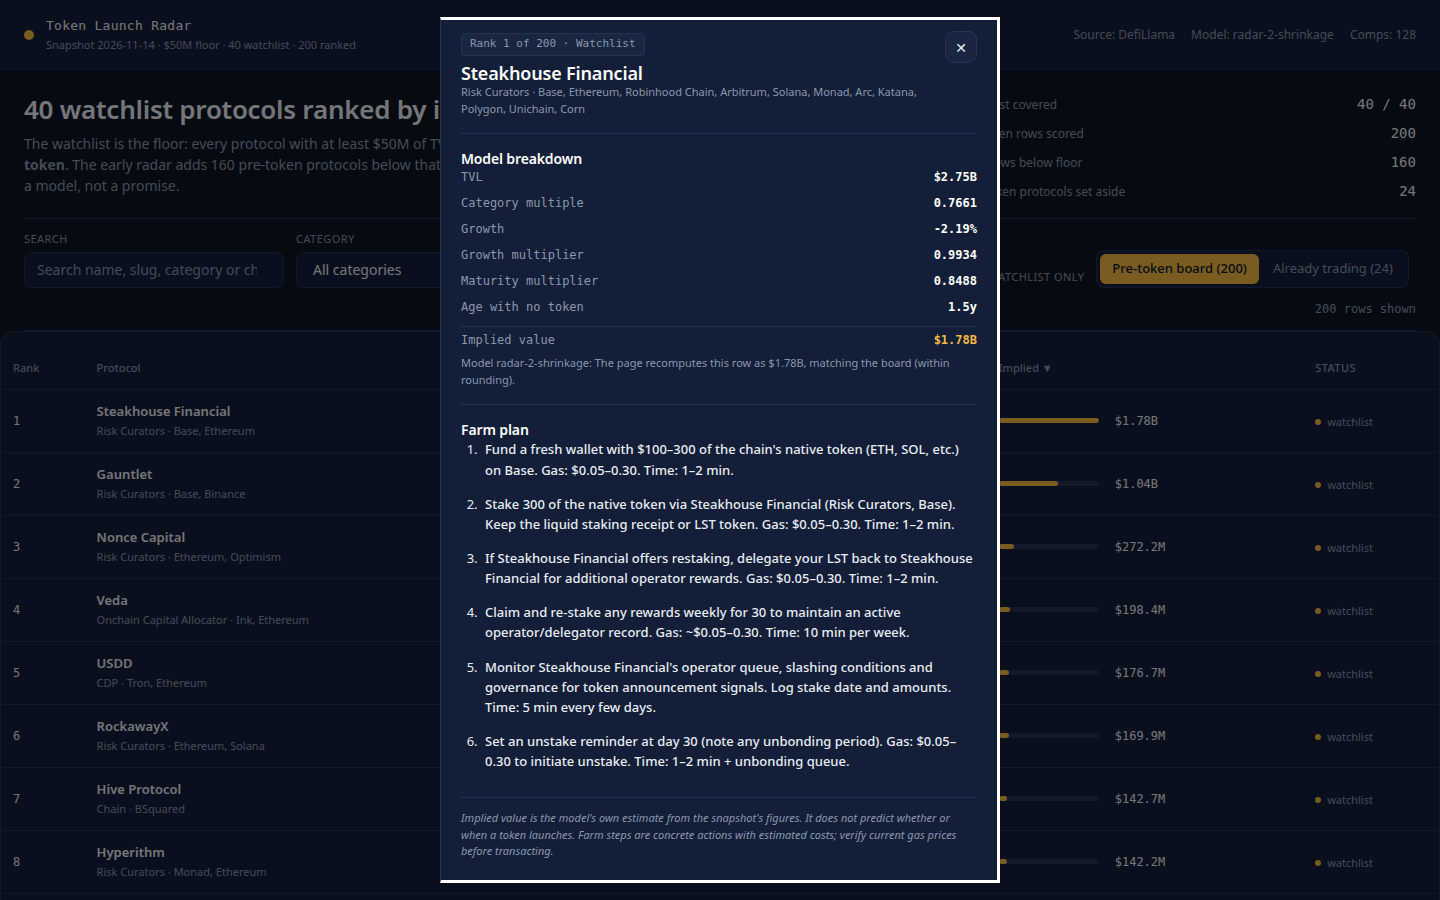 Token Launch Radar
Snapshot 2026-11-14 · $50M floor · 40 watchlist · 200 ranked
Source: DefiLlama Model: radar-2-shrinkage Comps: 128
40 watchlist protocols ranked by i
The watchlist is the floor: every protocol with at least $50M of TV
token. The early radar adds 160 pre-token protocols below that
a model, not a promise.
st covered 40 / 40
en rows scored 200
ws below floor 160
ken protocols set aside 24
SEARCH
CATEGORY
Search name, slug, category or ch
All categories
ATCHLIST ONLY
Pre-token board (200)
Already trading (24)
200 rows shown
Rank Protocol Implied ▼ STATUS
1 Steakhouse Financial $1.78B watchlist
Risk Curators · Base, Ethereum
2 Gauntlet $1.04B watchlist
Risk Curators · Base, Binance
3 Nonce Capital $272.2M watchlist
Risk Curators · Ethereum, Optimism
4 Veda $198.4M watchlist
Onchain Capital Allocator · Ink, Ethereum
5 USDD $176.7M watchlist
CDP · Tron, Ethereum
6 RockawayX $169.9M watchlist
Risk Curators · Ethereum, Solana
7 Hive Protocol $142.7M watchlist
Chain · BSquared
8 Hyperithm $142.2M watchlist
Risk Curators · Monad, Ethereum
Rank 1 of 200 · Watchlist
✕
Steakhouse Financial
Risk Curators · Base, Ethereum, Robinhood Chain, Arbitrum, Solana, Monad, Arc, Katana,
Polygon, Unichain, Corn
Model breakdown
TVL $2.75B
Category multiple 0.7661
Growth -2.19%
Growth multiplier 0.9934
Maturity multiplier 0.8488
Age with no token 1.5y
Implied value $1.78B
Model radar-2-shrinkage: The page recomputes this row as $1.78B, matching the board (within
rounding).
Farm plan
1. Fund a fresh wallet with $100–300 of the chain's native token (ETH, SOL, etc.)
on Base. Gas: $0.05–0.30. Time: 1–2 min.
2. Stake 300 of the native token via Steakhouse Financial (Risk Curators, Base).
Keep the liquid staking receipt or LST token. Gas: $0.05–0.30. Time: 1–2 min.
3. If Steakhouse Financial offers restaking, delegate your LST back to Steakhouse
Financial for additional operator rewards. Gas: $0.05–0.30. Time: 1–2 min.
4. Claim and re-stake any rewards weekly for 30 to maintain an active
operator/delegator record. Gas: ~$0.05–0.30. Time: 10 min per week.
5. Monitor Steakhouse Financial's operator queue, slashing conditions and
governance for token announcement signals. Log stake date and amounts.
Time: 5 min every few days.
6. Set an unstake reminder at day 30 (note any unbonding period). Gas: $0.05–
0.30 to initiate unstake. Time: 1–2 min + unbonding queue.
Implied value is the model's own estimate from the snapshot's figures. It does not predict whether or
when a token launches. Farm steps are concrete actions with estimated costs; verify current gas prices
before transacting.